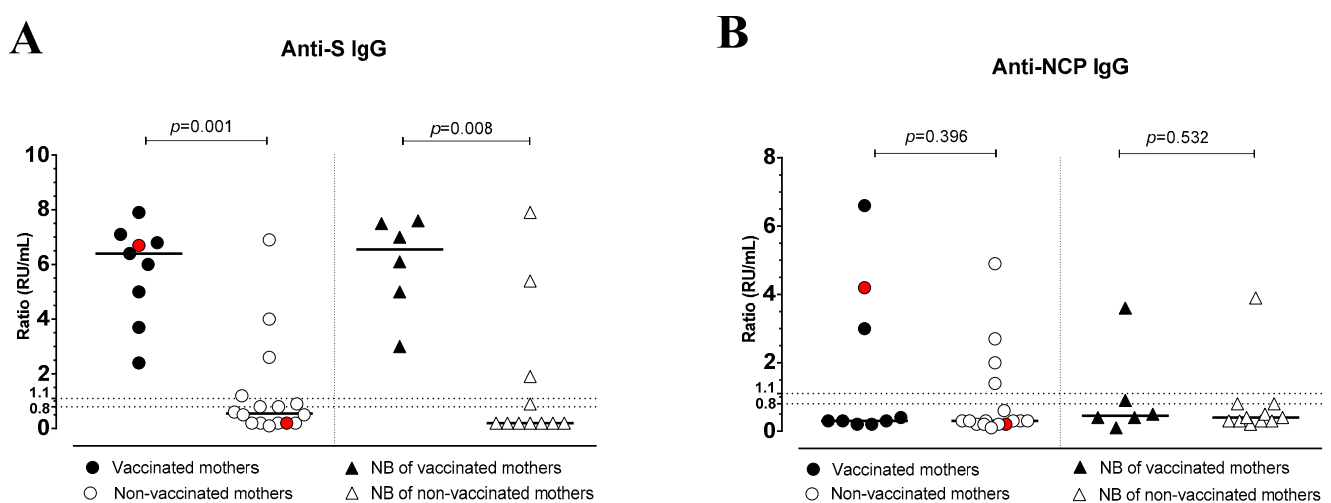 A
Anti-S IgG
p=0.001
p=0.008
Ratio (RU/mL)
10
8
6
4
2
1.1
0.8
0
Vaccinated mothers
NB of vaccinated mothers
Non-vaccinated mothers
NB of non-vaccinated mothers
B
Anti-NCP IgG
p=0.396
p=0.532
Ratio (RU/mL)
8
6
4
2
1.1
0.8
0
Vaccinated mothers
NB of vaccinated mothers
Non-vaccinated mothers
NB of non-vaccinated mothers